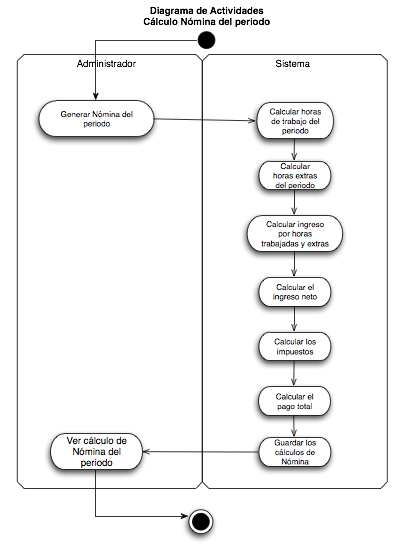 Diagrama de Actividades
Cálculo Nómina del periodo
Administrador
Sistema
Generar Nómina del
periodo
Calcular horas
de trabajo del
periodo
Calcular
horas extras
del periodo
Calcular ingreso
por horas
trabajadas y extras
Calcular el
ingreso neto
Calcular los
impuestos
Calcular el
pago total
Guardar los
cálculos de
Nómina
Ver cálculo de
Nómina del
periodo